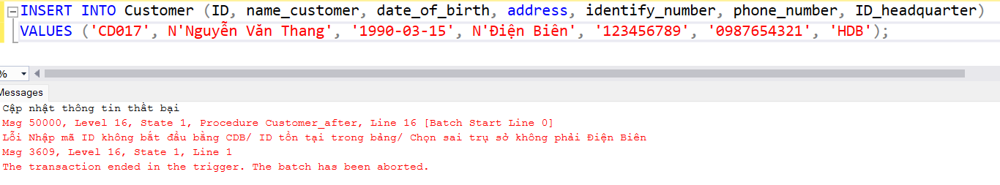 INSERT INTO Customer (ID, name_customer, date_of_birth, address, identify_number, phone_number, ID_headquarter)
VALUES ('CD017', N'Nguyễn Văn Thang', '1990-03-15', N'Điện Biên', '123456789', '0987654321', 'HDB');
%
Messages
Cập nhật thông tin thất bại
Msg 50000, Level 16, State 1, Procedure Customer_after, Line 16 [Batch Start Line 0]
Lỗi Nhập mã ID không bắt đầu bằng CDB/ ID tồn tại trong bảng/ Chọn sai trụ sở không phải Điện Biên
Msg 3609, Level 16, State 1, Line 1
The transaction ended in the trigger. The batch has been aborted.